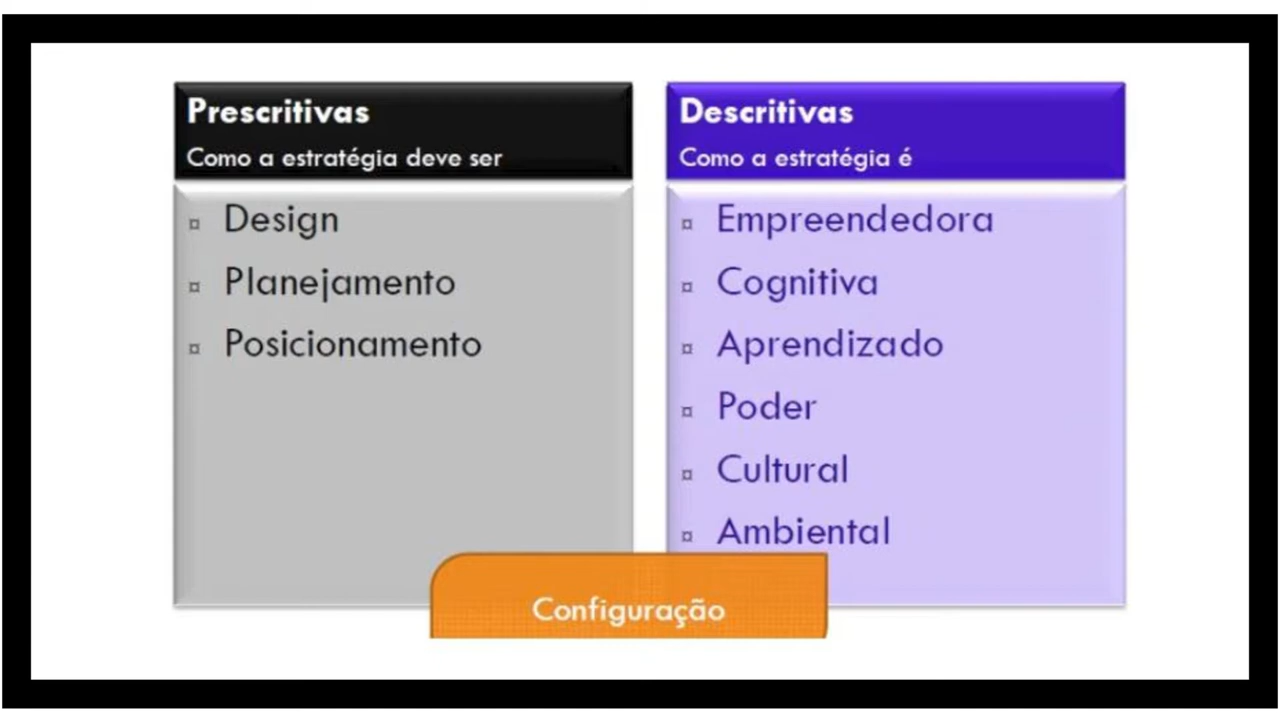 Prescritivas
Como a estratégia deve ser
Design
Planejamento
Posicionamento
Descritivas
Como a estratégia é
Empreendedora
Cognitiva
Aprendizado
Poder
Cultural
Ambiental
Configuração